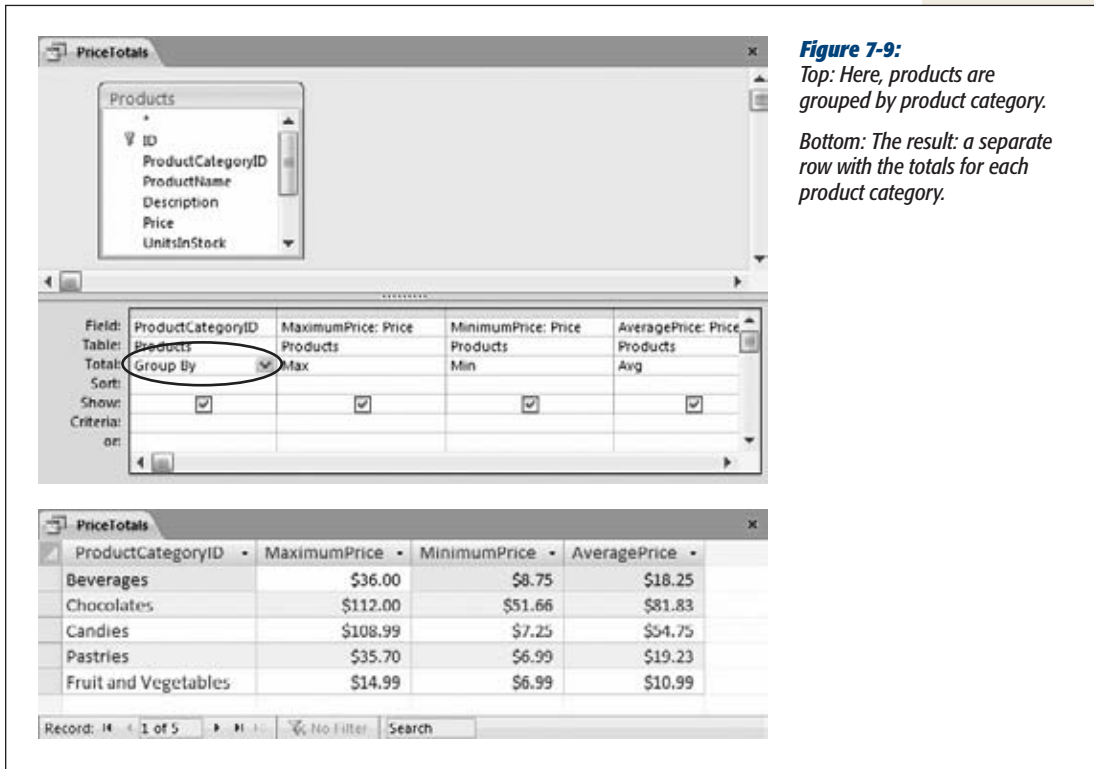 PriceTotals
Products
*
ID
ProductCategoryID
ProductName
Description
Price
UnitsInStock
Field: ProductCategoryID MaximumPrice: Price MinimumPrice: Price AveragePrice: Price
Table: Products Products Products Products
Total: Group By Max Min Avg
Sort:
Show:
Criteria:
or:
PriceTotals
ProductCategoryID MaximumPrice MinimumPrice AveragePrice
Beverages $36.00 $8.75 $18.25
Chocolates $112.00 $51.66 $81.83
Candies $108.99 $7.25 $54.75
Pastries $35.70 $6.99 $19.23
Fruit and Vegetables $14.99 $6.99 $10.99
Record: 1 of 5 No Filter Search
Figure 7-9:
Top: Here, products are
grouped by product category.
Bottom: The result: a separate
row with the totals for each
product category.